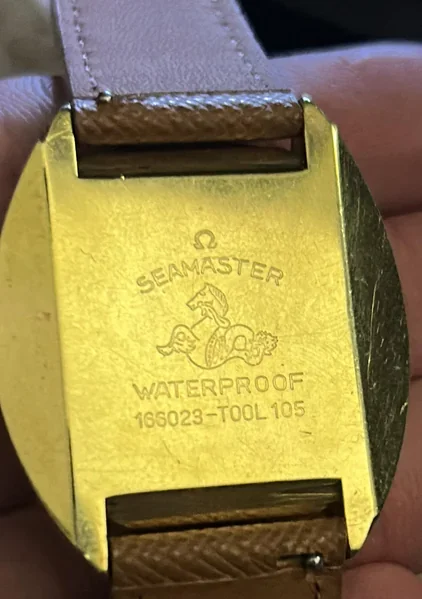 Ω
SEAMASTER
WATERPROOF
166023-TOOL 105